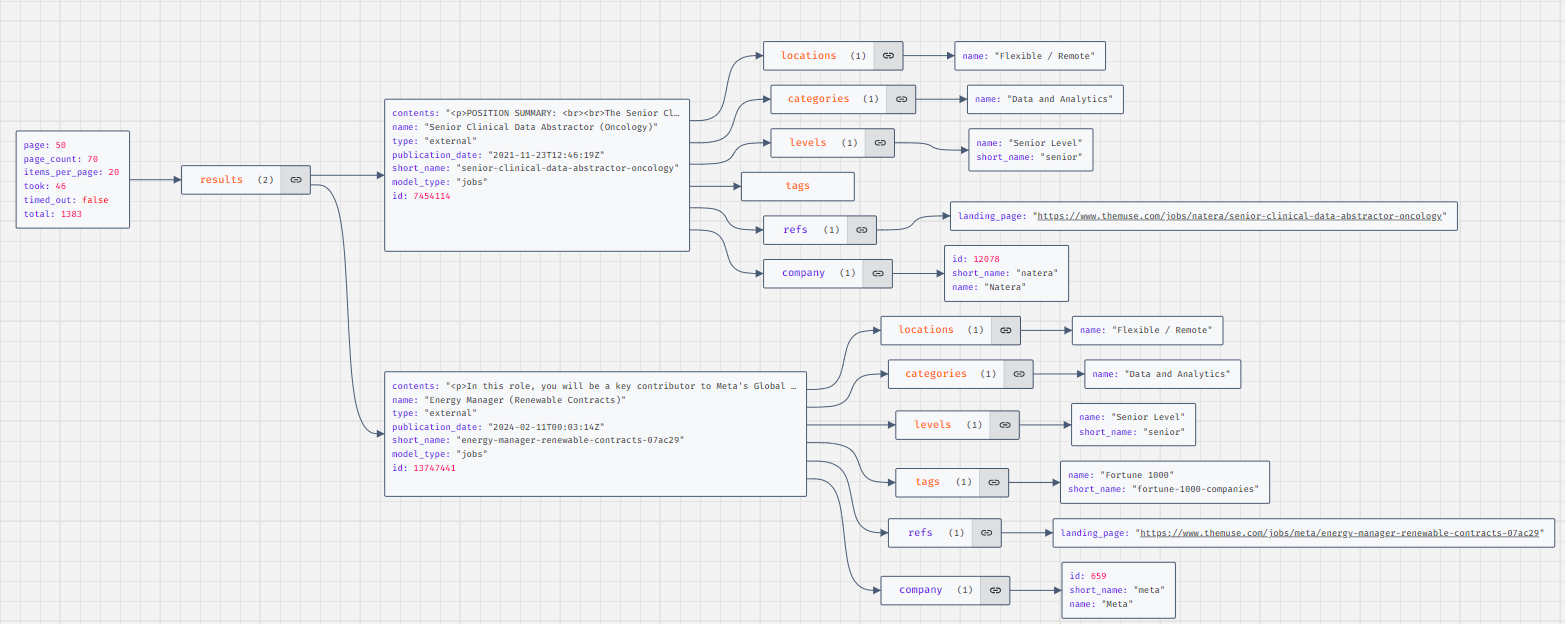 page: 50
page_count: 70
items_per_page: 20
took: 46
timed_out: false
total: 1383
results (2)
contents: "<p>POSITION SUMMARY: <br><br>The Senior Cl…
name: "Senior Clinical Data Abstractor (Oncology)"
type: "external"
publication_date: "2021-11-23T12:46:19Z"
short_name: "senior-clinical-data-abstractor-oncology"
model_type: "jobs"
id: 7454114
locations (1)
name: "Flexible / Remote"
categories (1)
name: "Data and Analytics"
levels (1)
name: "Senior Level"
short_name: "senior"
tags
refs (1)
landing_page: "https://www.themuse.com/jobs/natera/senior-clinical-data-abstractor-oncology"
company (1)
id: 12078
short_name: "natera"
name: "Natera"
contents: "<p>In this role, you will be a key contributor to Meta's Global …
name: "Energy Manager (Renewable Contracts)"
type: "external"
publication_date: "2024-02-11T00:03:14Z"
short_name: "energy-manager-renewable-contracts-07ac29"
model_type: "jobs"
id: 13747441
locations (1)
name: "Flexible / Remote"
categories (1)
name: "Data and Analytics"
levels (1)
name: "Senior Level"
short_name: "senior"
tags (1)
name: "Fortune 1000"
short_name: "fortune-1000-companies"
refs (1)
landing_page: "https://www.themuse.com/jobs/meta/energy-manager-renewable-contracts-07ac29"
company (1)
id: 659
short_name: "meta"
name: "Meta"